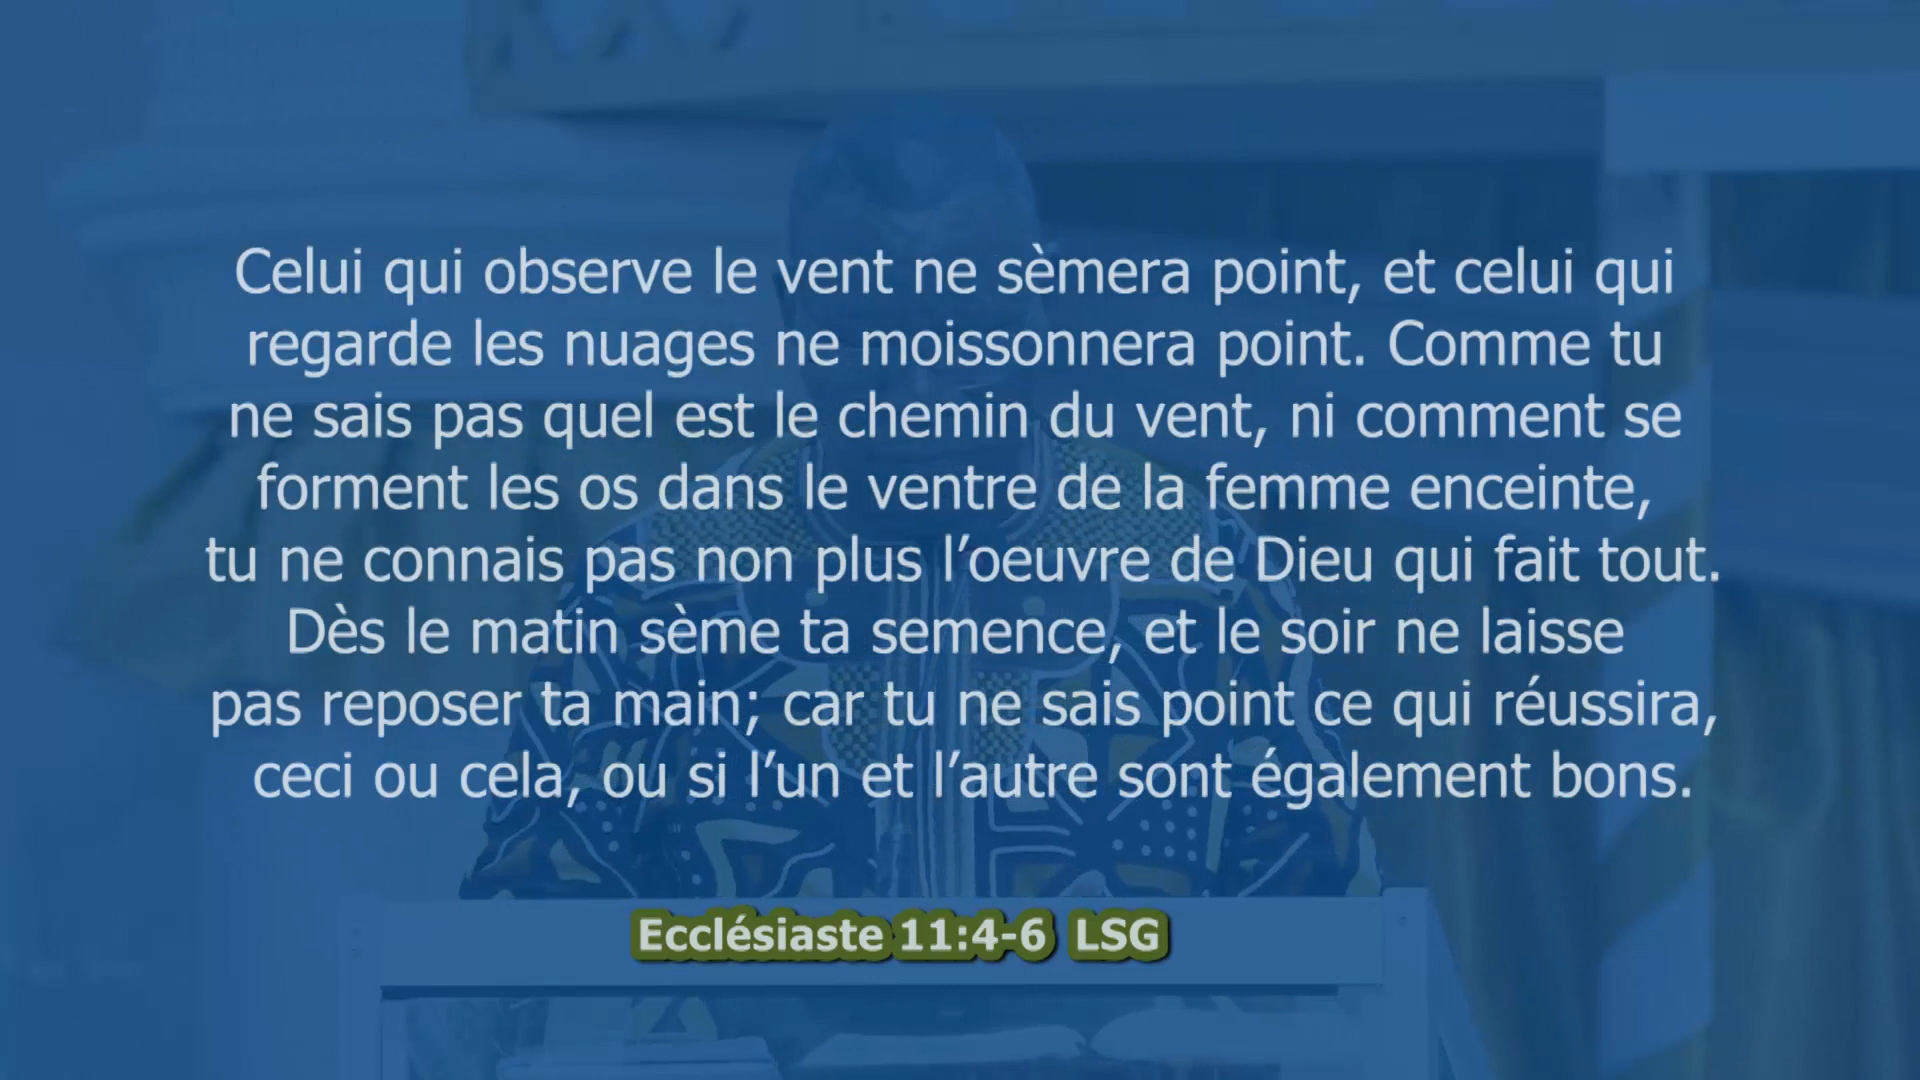 Celui qui observe le vent ne sèmera point, et celui qui
regarde les nuages ne moissonnera point. Comme tu
ne sais pas quel est le chemin du vent, ni comment se
forment les os dans le ventre de la femme enceinte,
tu ne connais pas non plus l’oeuvre de Dieu qui fait tout.
Dès le matin sème ta semence, et le soir ne laisse
pas reposer ta main; car tu ne sais point ce qui réussira,
ceci ou cela, ou si l’un et l’autre sont également bons.
Ecclésiaste 11:4-6 LSG